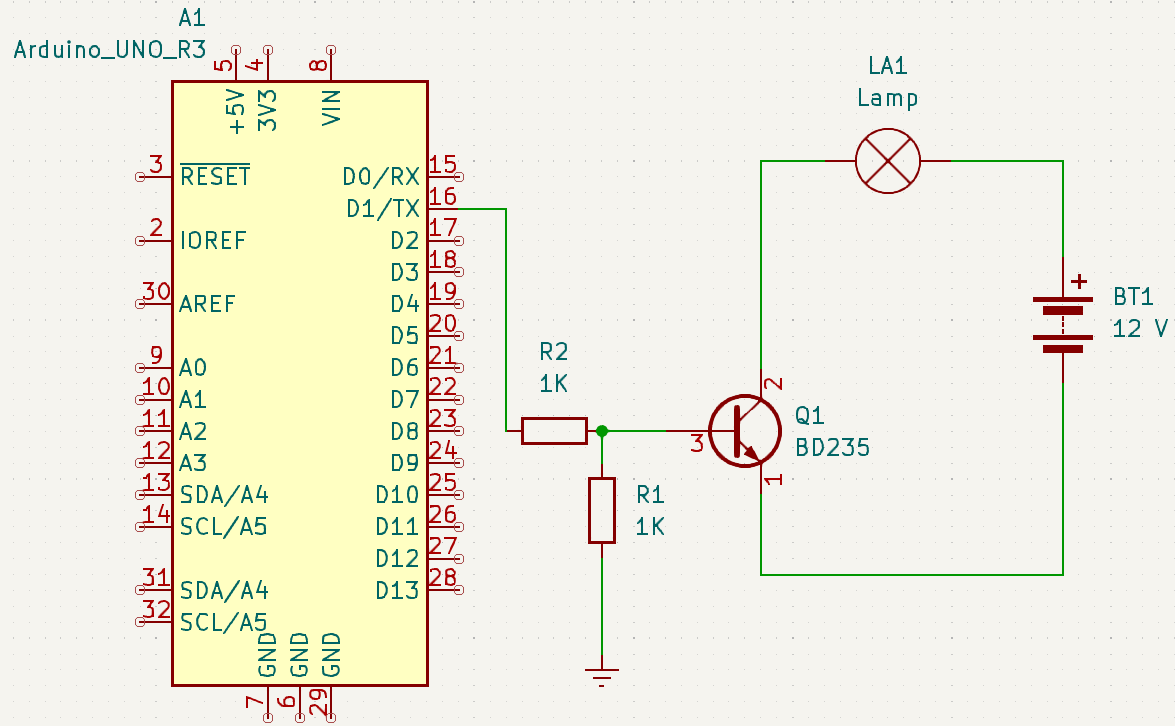 A1
Arduino_UNO_R3
5
4
8
+5V
3V3
VIN
3
RESET
2
IOREF
30
AREF
9
A0
10
A1
11
A2
12
A3
13
SDA/A4
14
SCL/A5
31
SDA/A4
32
SCL/A5
D0/RX
15
D1/TX
16
D2
17
D3
18
D4
19
D5
20
D6
21
D7
22
D8
23
D9
24
D10
25
D11
26
D12
27
D13
28
GND
GND
GND
7
6
29
R2
1K
R1
1K
LA1
Lamp
2
3
1
Q1
BD235
+
BT1
12 V